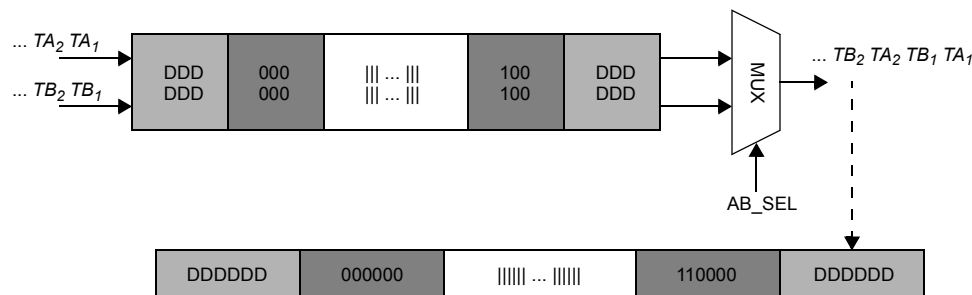 ... TA2 TA1
... TB2 TB1
DDD
DDD
000
000
||| ... |||
||| ... |||
100
100
DDD
DDD
MUX
... TB2 TA2 TB1 TA1
AB_SEL
DDDDDD
000000
|||||| ... ||||||
110000
DDDDDD